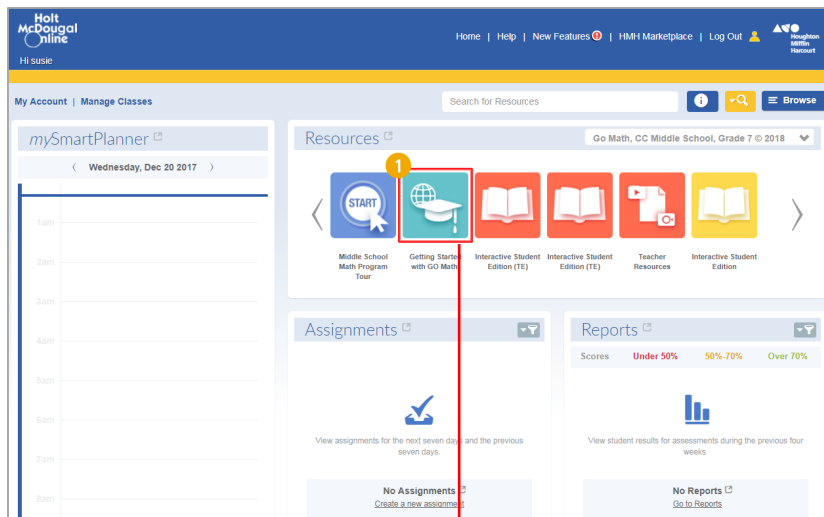 Holt
McDougal
Online
Home | Help | New Features ! | HMH Marketplace | Log Out
Houghton
Mifflin
Harcourt
Hi susie
My Account | Manage Classes
Search for Resources
i
Browse
mySmartPlanner
Wednesday, Dec 20 2017
1am
2am
3am
4am
5am
6am
7am
8am
Resources
Go Math, CC Middle School, Grade 7 © 2018
1
START
Middle School
Math Program
Tour
Getting Started
with GO Math
Interactive Student
Edition (TE)
Interactive Student
Edition (TE)
Teacher
Resources
Interactive Student
Edition
Assignments
View assignments for the next seven days and the previous
seven days.
No Assignments
Create a new assignment
Reports
Scores Under 50% 50%-70% Over 70%
View student results for assessments during the previous four
weeks.
No Reports
Go to Reports